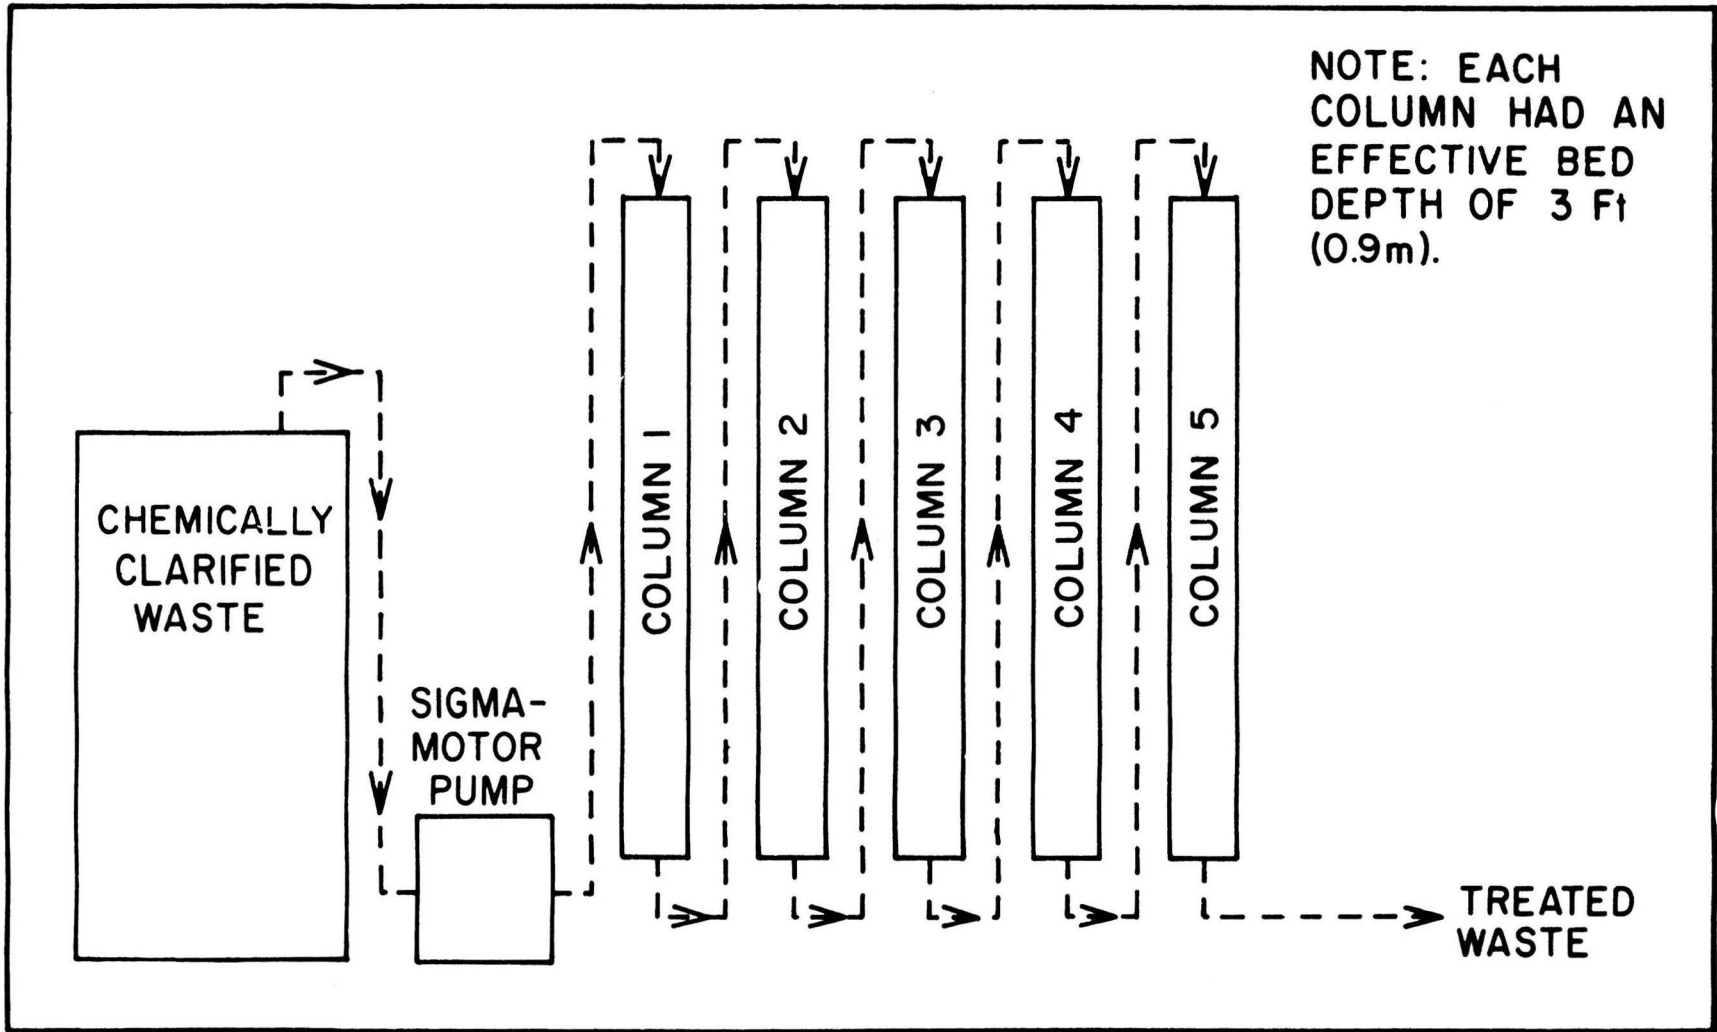 NOTE: EACH
COLUMN HAD AN
EFFECTIVE BED
DEPTH OF 3 Ft
(0.9m).
CHEMICALLY
CLARIFIED
WASTE
SIGMA-
MOTOR
PUMP
COLUMN 1
COLUMN 2
COLUMN 3
COLUMN 4
COLUMN 5
TREATED
WASTE